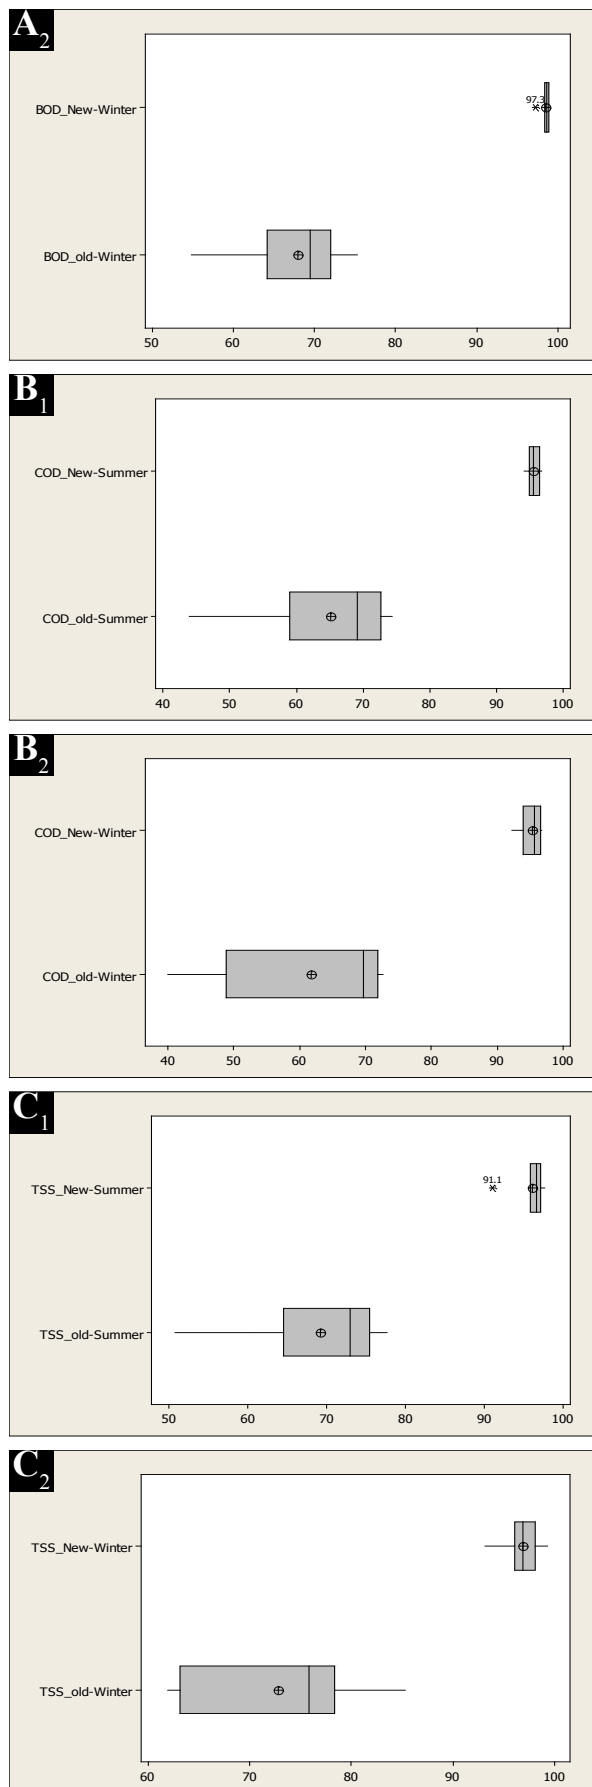 A2
97.3
BOD_New-Winter
BOD_old-Winter
50 60 70 80 90 100
B1
COD_New-Summer
COD_old-Summer
40 50 60 70 80 90 100
B2
COD_New-Winter
COD_old-Winter
40 50 60 70 80 90 100
C1
91.1
TSS_New-Summer
TSS_old-Summer
50 60 70 80 90 100
C2
TSS_New-Winter
TSS_old-Winter
60 70 80 90 100